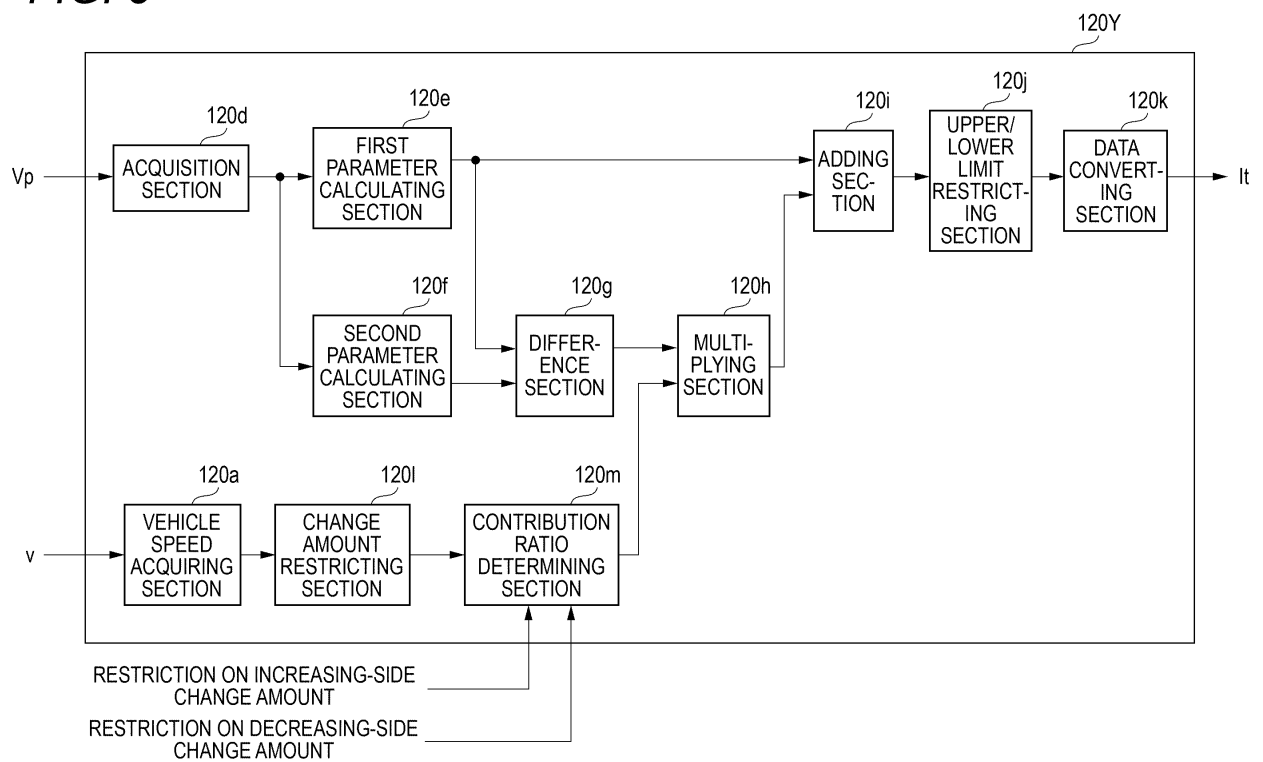 120Y
120d
120e
120i
120j
120k
Vp
ACQUISITION
SECTION
FIRST
PARAMETER
CALCULATING
SECTION
ADDING
SEC-
TION
UPPER/
LOWER
LIMIT
RESTRICT-
ING
SECTION
DATA
CONVERT-
ING
SECTION
It
120f
120g
120h
SECOND
PARAMETER
CALCULATING
SECTION
DIFFER-
ENCE
SECTION
MULTI-
PLYING
SECTION
120a
120l
120m
v
VEHICLE
SPEED
ACQUIRING
SECTION
CHANGE
AMOUNT
RESTRICTING
SECTION
CONTRIBUTION
RATIO
DETERMINING
SECTION
RESTRICTION ON INCREASING-SIDE
CHANGE AMOUNT
RESTRICTION ON DECREASING-SIDE
CHANGE AMOUNT